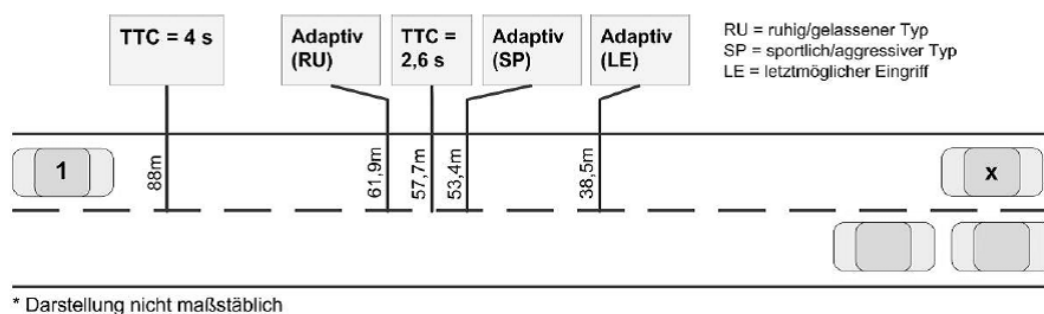 TTC = 4 s
Adaptiv
(RU)
TTC =
2,6 s
Adaptiv
(SP)
Adaptiv
(LE)
RU = ruhig/gelassener Typ
SP = sportlich/aggressiver Typ
LE = letztmöglicher Eingriff
1
88m
61,9m
57,7m
53,4m
38,5m
x
* Darstellung nicht maßstäblich